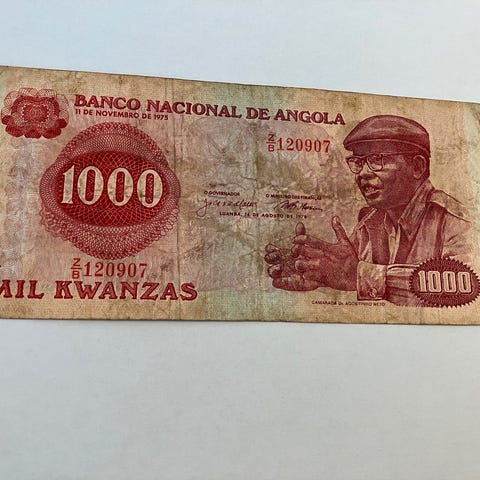 BANCO NACIONAL DE ANGOLA
11 DE NOVEMBRO DE 1975
Z/B 120907
1000
O GOVERNADOR
O MINISTRO DAS FINANÇAS
LUANDA, 14 DE AGOSTO DE 1979
Z/B 120907
MIL KWANZAS
1000
CAMARADA Dr. AGOSTINHO NETO